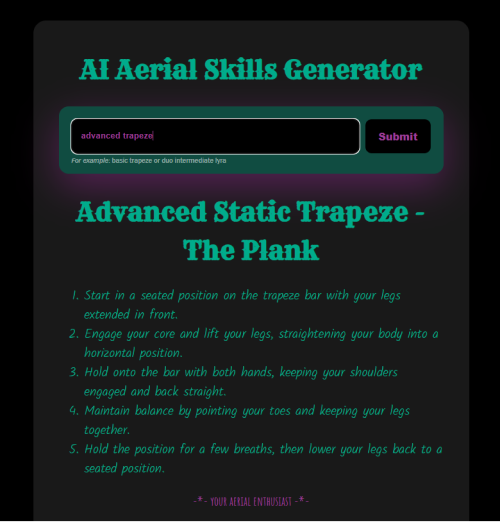 AI Aerial Skills Generator
advanced trapeze
Submit
For example: basic trapeze or duo intermediate lyra
Advanced Static Trapeze -
The Plank
1. Start in a seated position on the trapeze bar with your legs
extended in front.
2. Engage your core and lift your legs, straightening your body into a
horizontal position.
3. Hold onto the bar with both hands, keeping your shoulders
engaged and back straight.
4. Maintain balance by pointing your toes and keeping your legs
together.
5. Hold the position for a few breaths, then lower your legs back to a
seated position.
-*- YOUR AERIAL ENTHUSIAST -*-